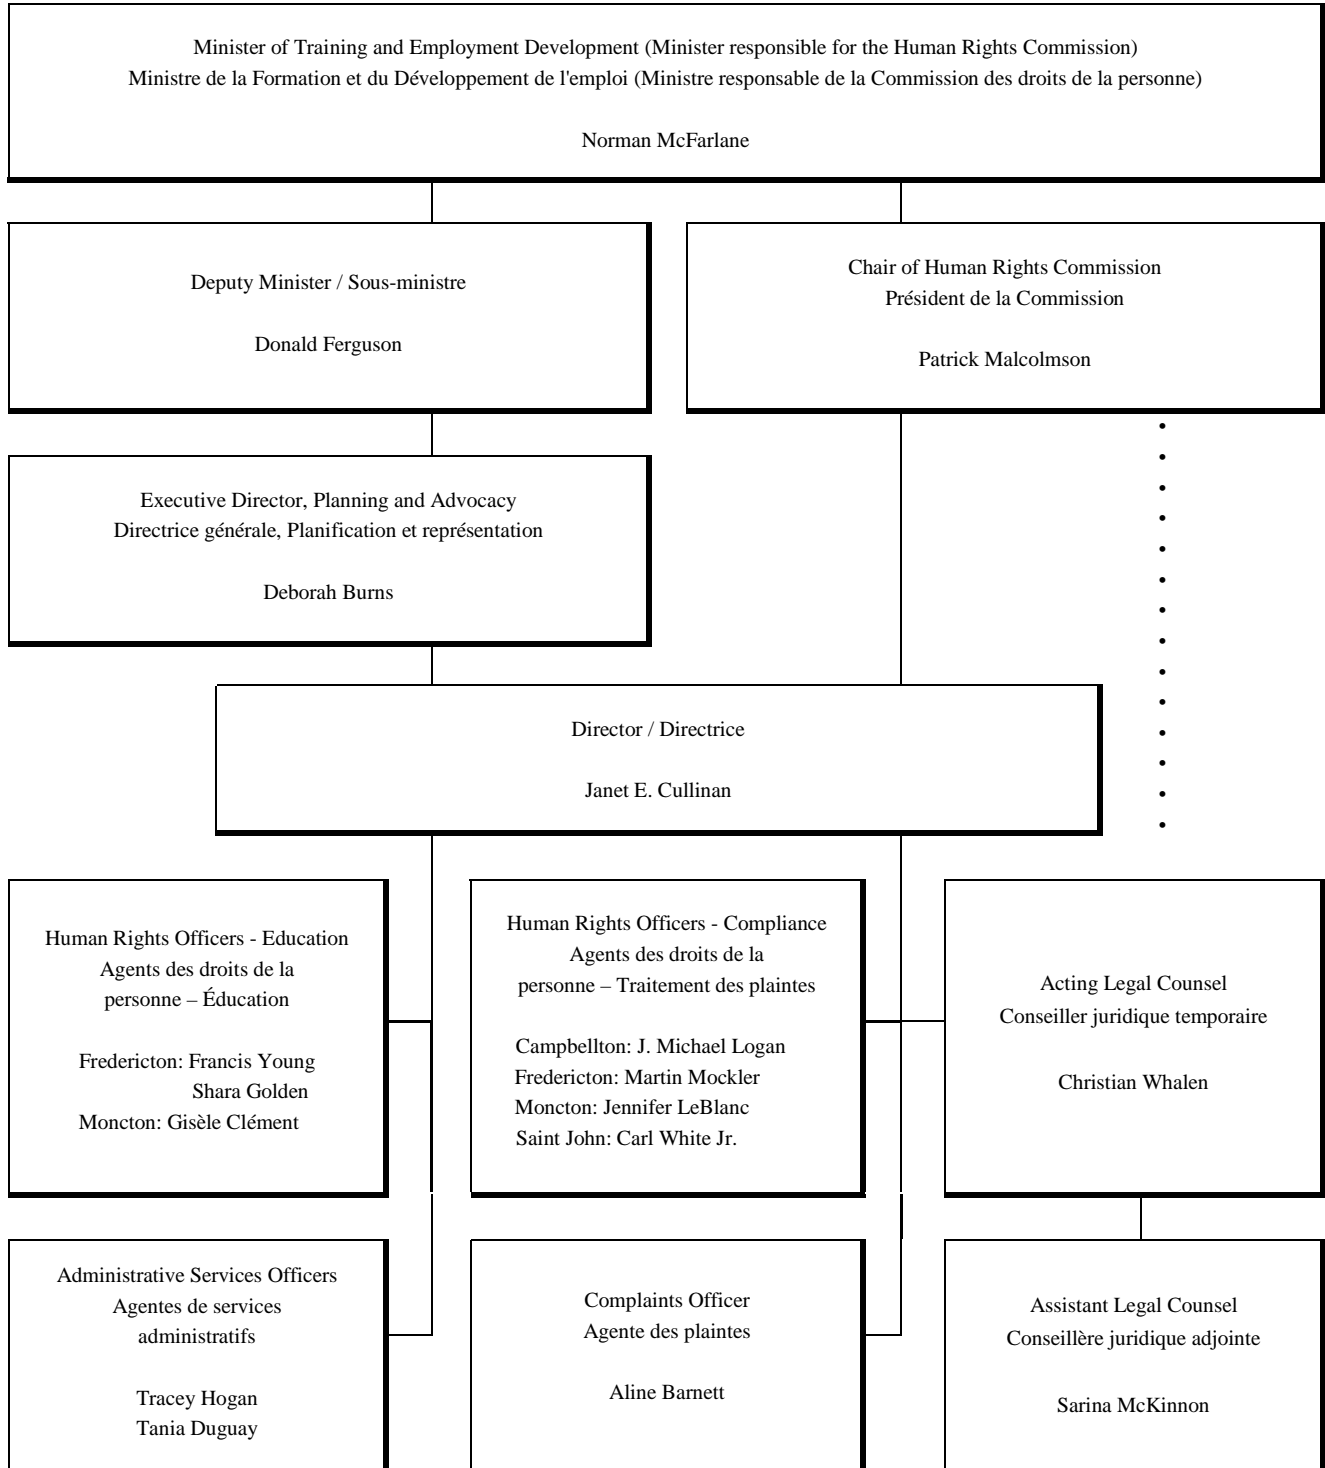 Minister of Training and Employment Development (Minister responsible for the Human Rights Commission)
Ministre de la Formation et du Développement de l'emploi (Ministre responsable de la Commission des droits de la personne)
Norman McFarlane
Deputy Minister / Sous-ministre
Donald Ferguson
Chair of Human Rights Commission
Président de la Commission
Patrick Malcolmson
Executive Director, Planning and Advocacy
Directrice générale, Planification et représentation
Deborah Burns
Director / Directrice
Janet E. Cullinan
Human Rights Officers - Education
Agents des droits de la
personne – Éducation
Fredericton: Francis Young
Shara Golden
Moncton: Gisèle Clément
Human Rights Officers - Compliance
Agents des droits de la
personne – Traitement des plaintes
Campbellton: J. Michael Logan
Fredericton: Martin Mockler
Moncton: Jennifer LeBlanc
Saint John: Carl White Jr.
Acting Legal Counsel
Conseiller juridique temporaire
Christian Whalen
Administrative Services Officers
Agentes de services
administratifs
Tracey Hogan
Tania Duguay
Complaints Officer
Agente des plaintes
Aline Barnett
Assistant Legal Counsel
Conseillère juridique adjointe
Sarina McKinnon